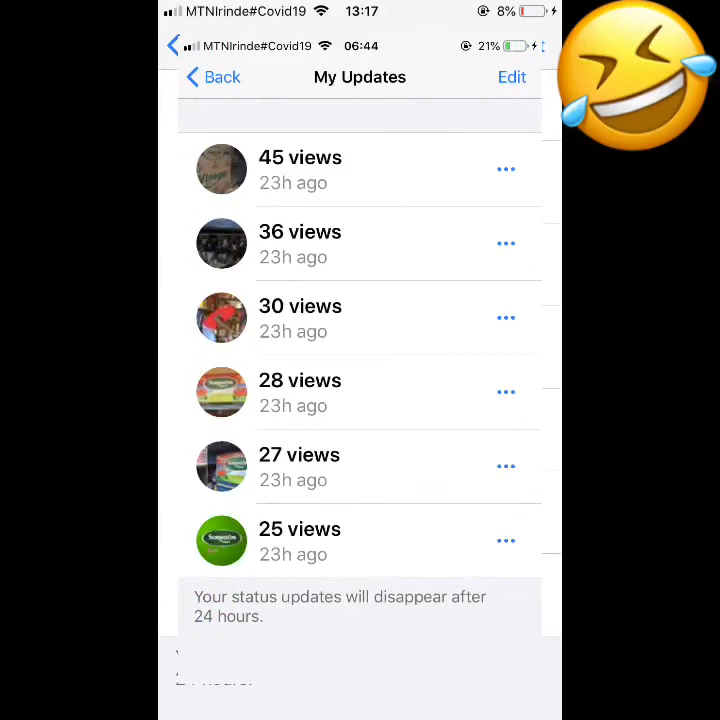 MTNIrinde#Covid19 13:17 8%
MTNIrinde#Covid19 06:44 21%
Back My Updates Edit
45 views
23h ago
36 views
23h ago
30 views
23h ago
28 views
23h ago
27 views
23h ago
25 views
23h ago
Your status updates will disappear after
24 hours.